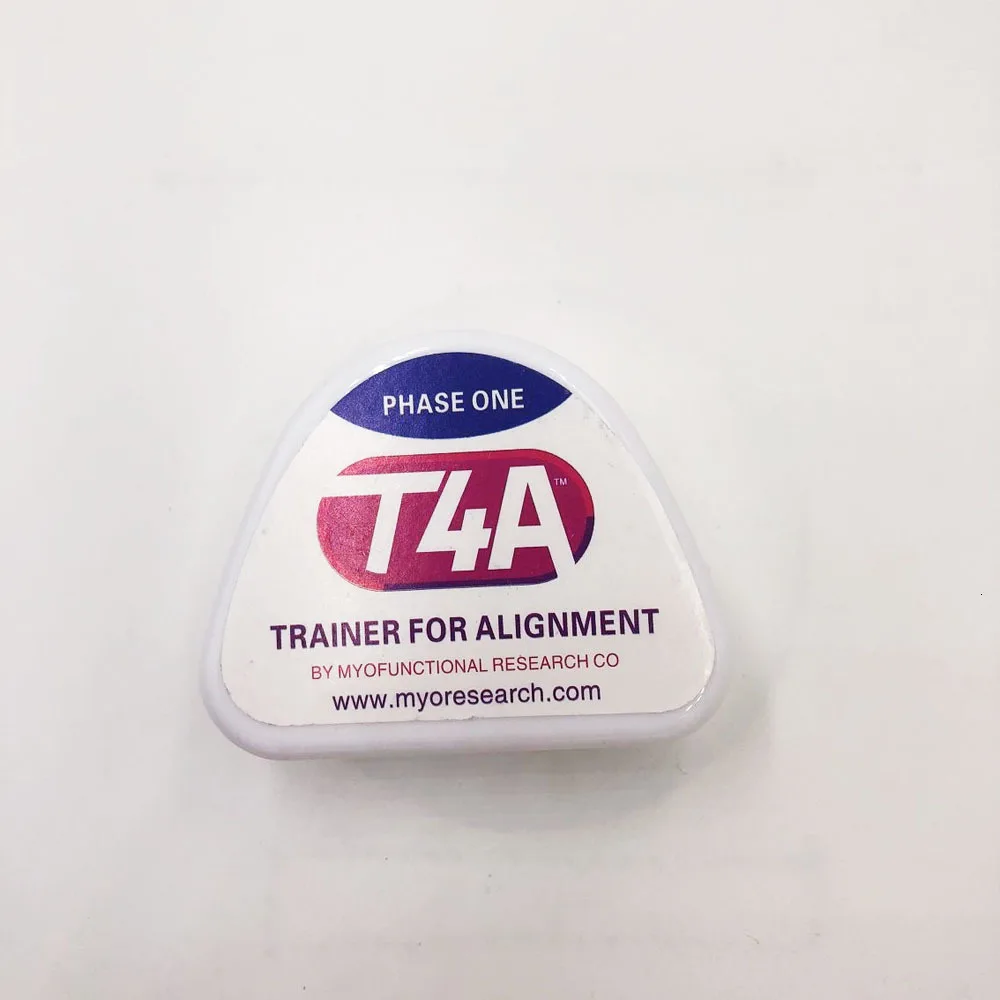 PHASE ONE
T4A™
TRAINER FOR ALIGNMENT
BY MYOFUNCTIONAL RESEARCH CO
www.myoresearch.com